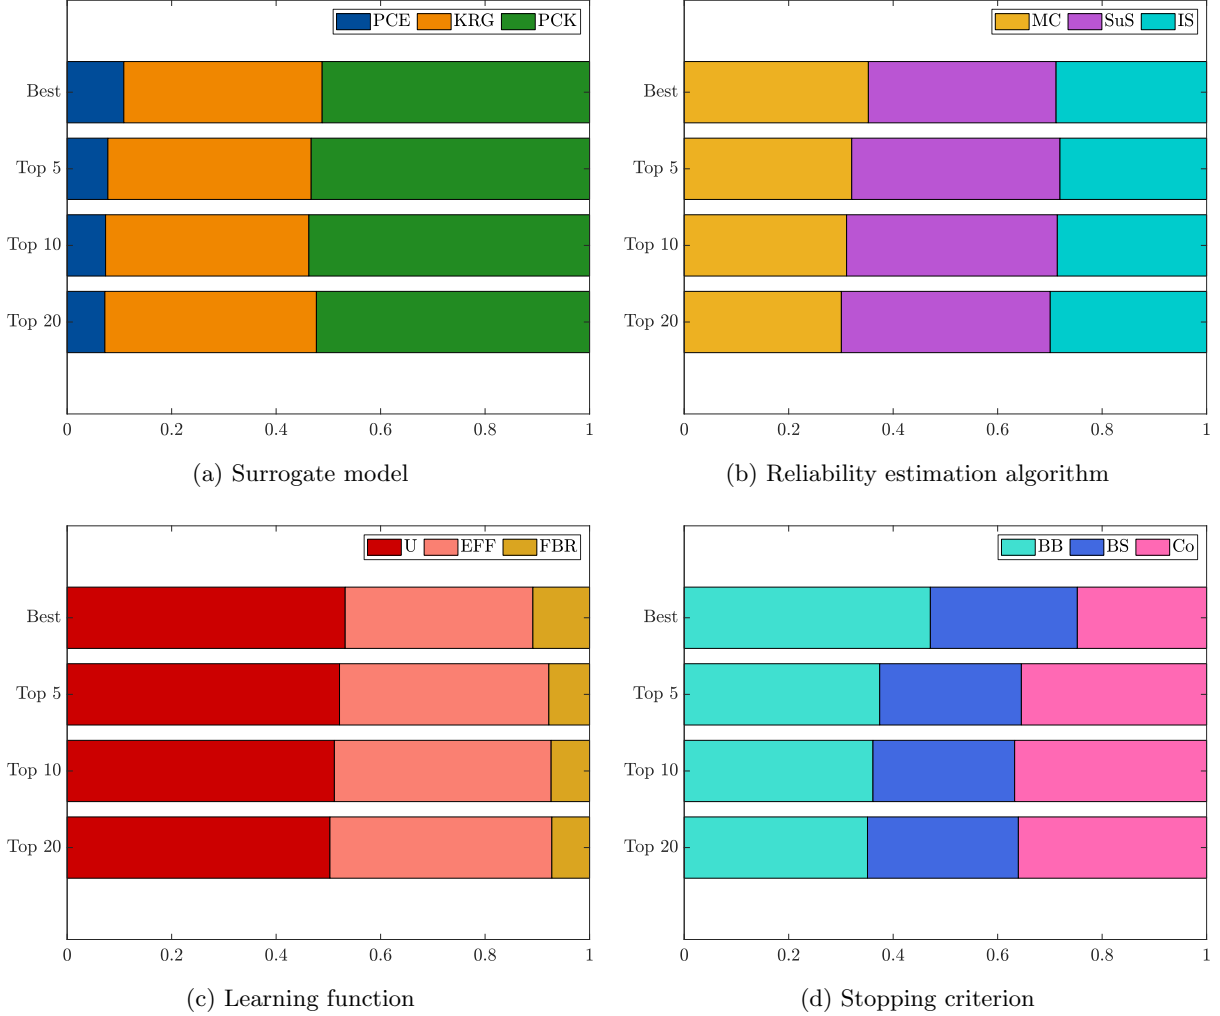 PCE KRG PCK
Best
Top 5
Top 10
Top 20
0 0.2 0.4 0.6 0.8 1
(a) Surrogate model
MC SuS IS
Best
Top 5
Top 10
Top 20
0 0.2 0.4 0.6 0.8 1
(b) Reliability estimation algorithm
U EFF FBR
Best
Top 5
Top 10
Top 20
0 0.2 0.4 0.6 0.8 1
(c) Learning function
BB BS Co
Best
Top 5
Top 10
Top 20
0 0.2 0.4 0.6 0.8 1
(d) Stopping criterion